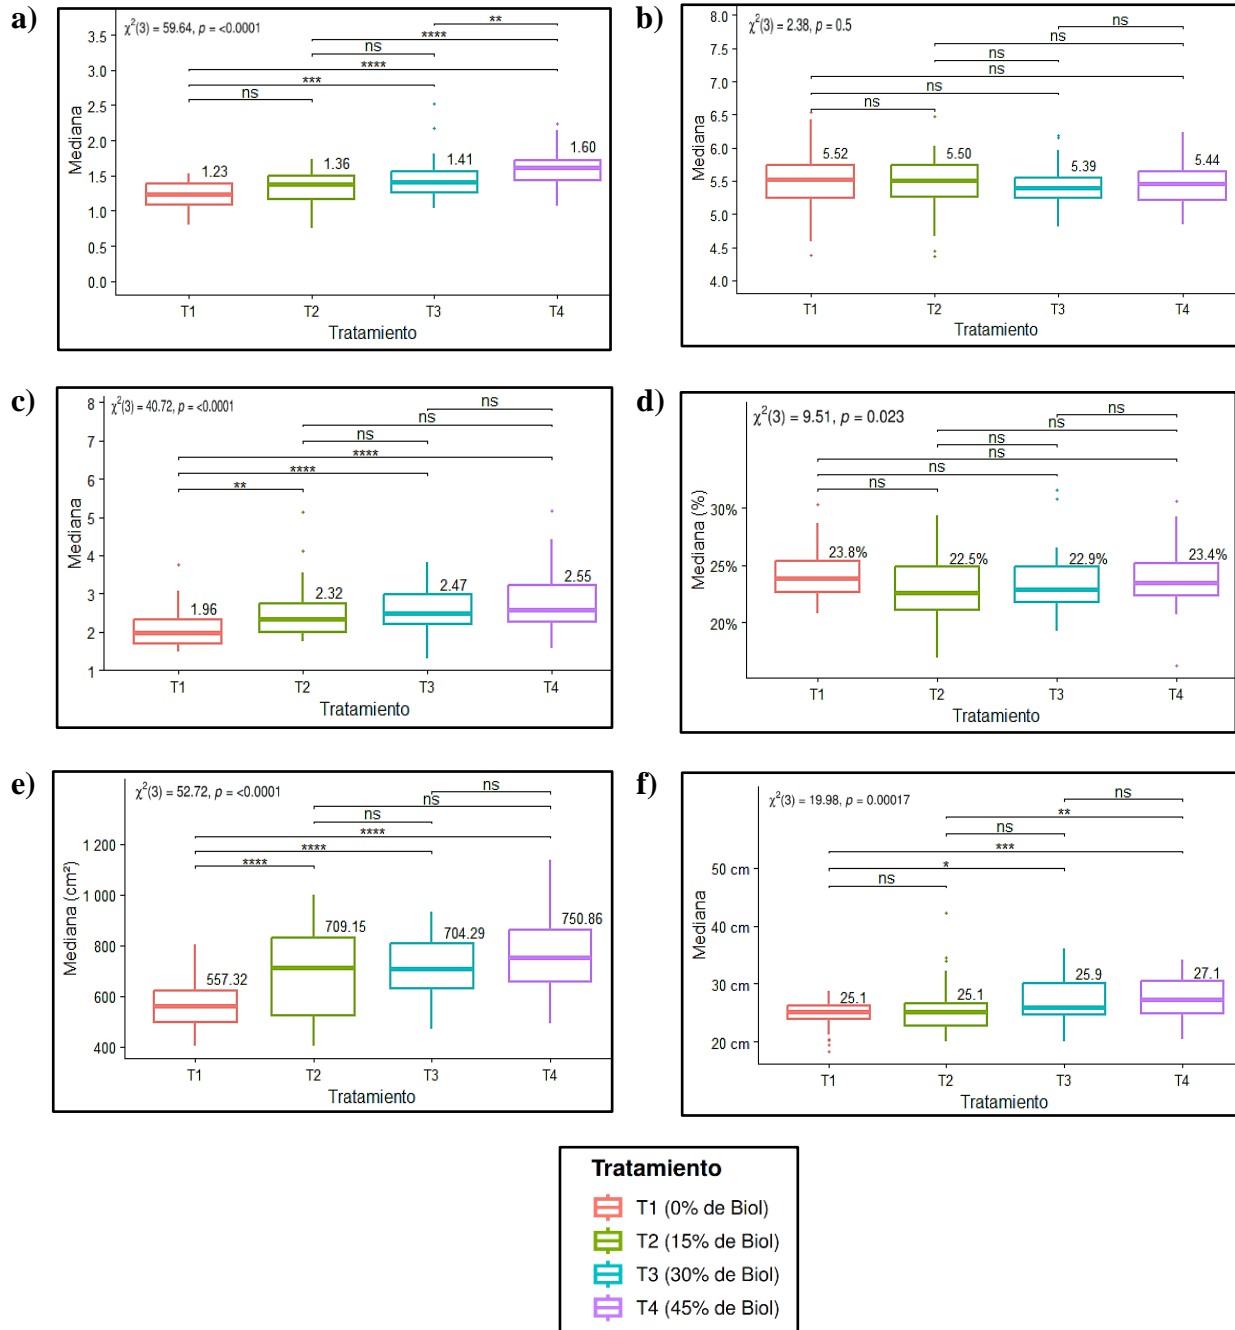 a)
χ²(3) = 59.64, p = <0.0001
**
****
ns
****
***
ns
3.5
3.0
2.5
2.0
1.5
1.0
0.5
0.0
Mediana
1.23
1.36
1.41
1.60
T1 T2 T3 T4
Tratamiento
b)
χ²(3) = 2.38, p = 0.5
ns
ns
ns
ns
ns
ns
8.0
7.5
7.0
6.5
6.0
5.5
5.0
4.5
4.0
Mediana
5.52
5.50
5.39
5.44
T1 T2 T3 T4
Tratamiento
c)
χ²(3) = 40.72, p = <0.0001
ns
ns
ns
****
****
**
8
7
6
5
4
3
2
1
Mediana
1.96
2.32
2.47
2.55
T1 T2 T3 T4
Tratamiento
d)
χ²(3) = 9.51, p = 0.023
ns
ns
ns
ns
ns
ns
30%
25%
20%
Mediana (%)
23.8%
22.5%
22.9%
23.4%
T1 T2 T3 T4
Tratamiento
e)
χ²(3) = 52.72, p = <0.0001
ns
ns
ns
****
****
****
1 200
1 000
800
600
400
Mediana (cm²)
557.32
709.15
704.29
750.86
T1 T2 T3 T4
Tratamiento
f)
χ²(3) = 19.98, p = 0.00017
ns
**
ns
***
*
ns
50 cm
40 cm
30 cm
20 cm
Mediana
25.1
25.1
25.9
27.1
T1 T2 T3 T4
Tratamiento
Tratamiento
T1 (0% de Biol)
T2 (15% de Biol)
T3 (30% de Biol)
T4 (45% de Biol)